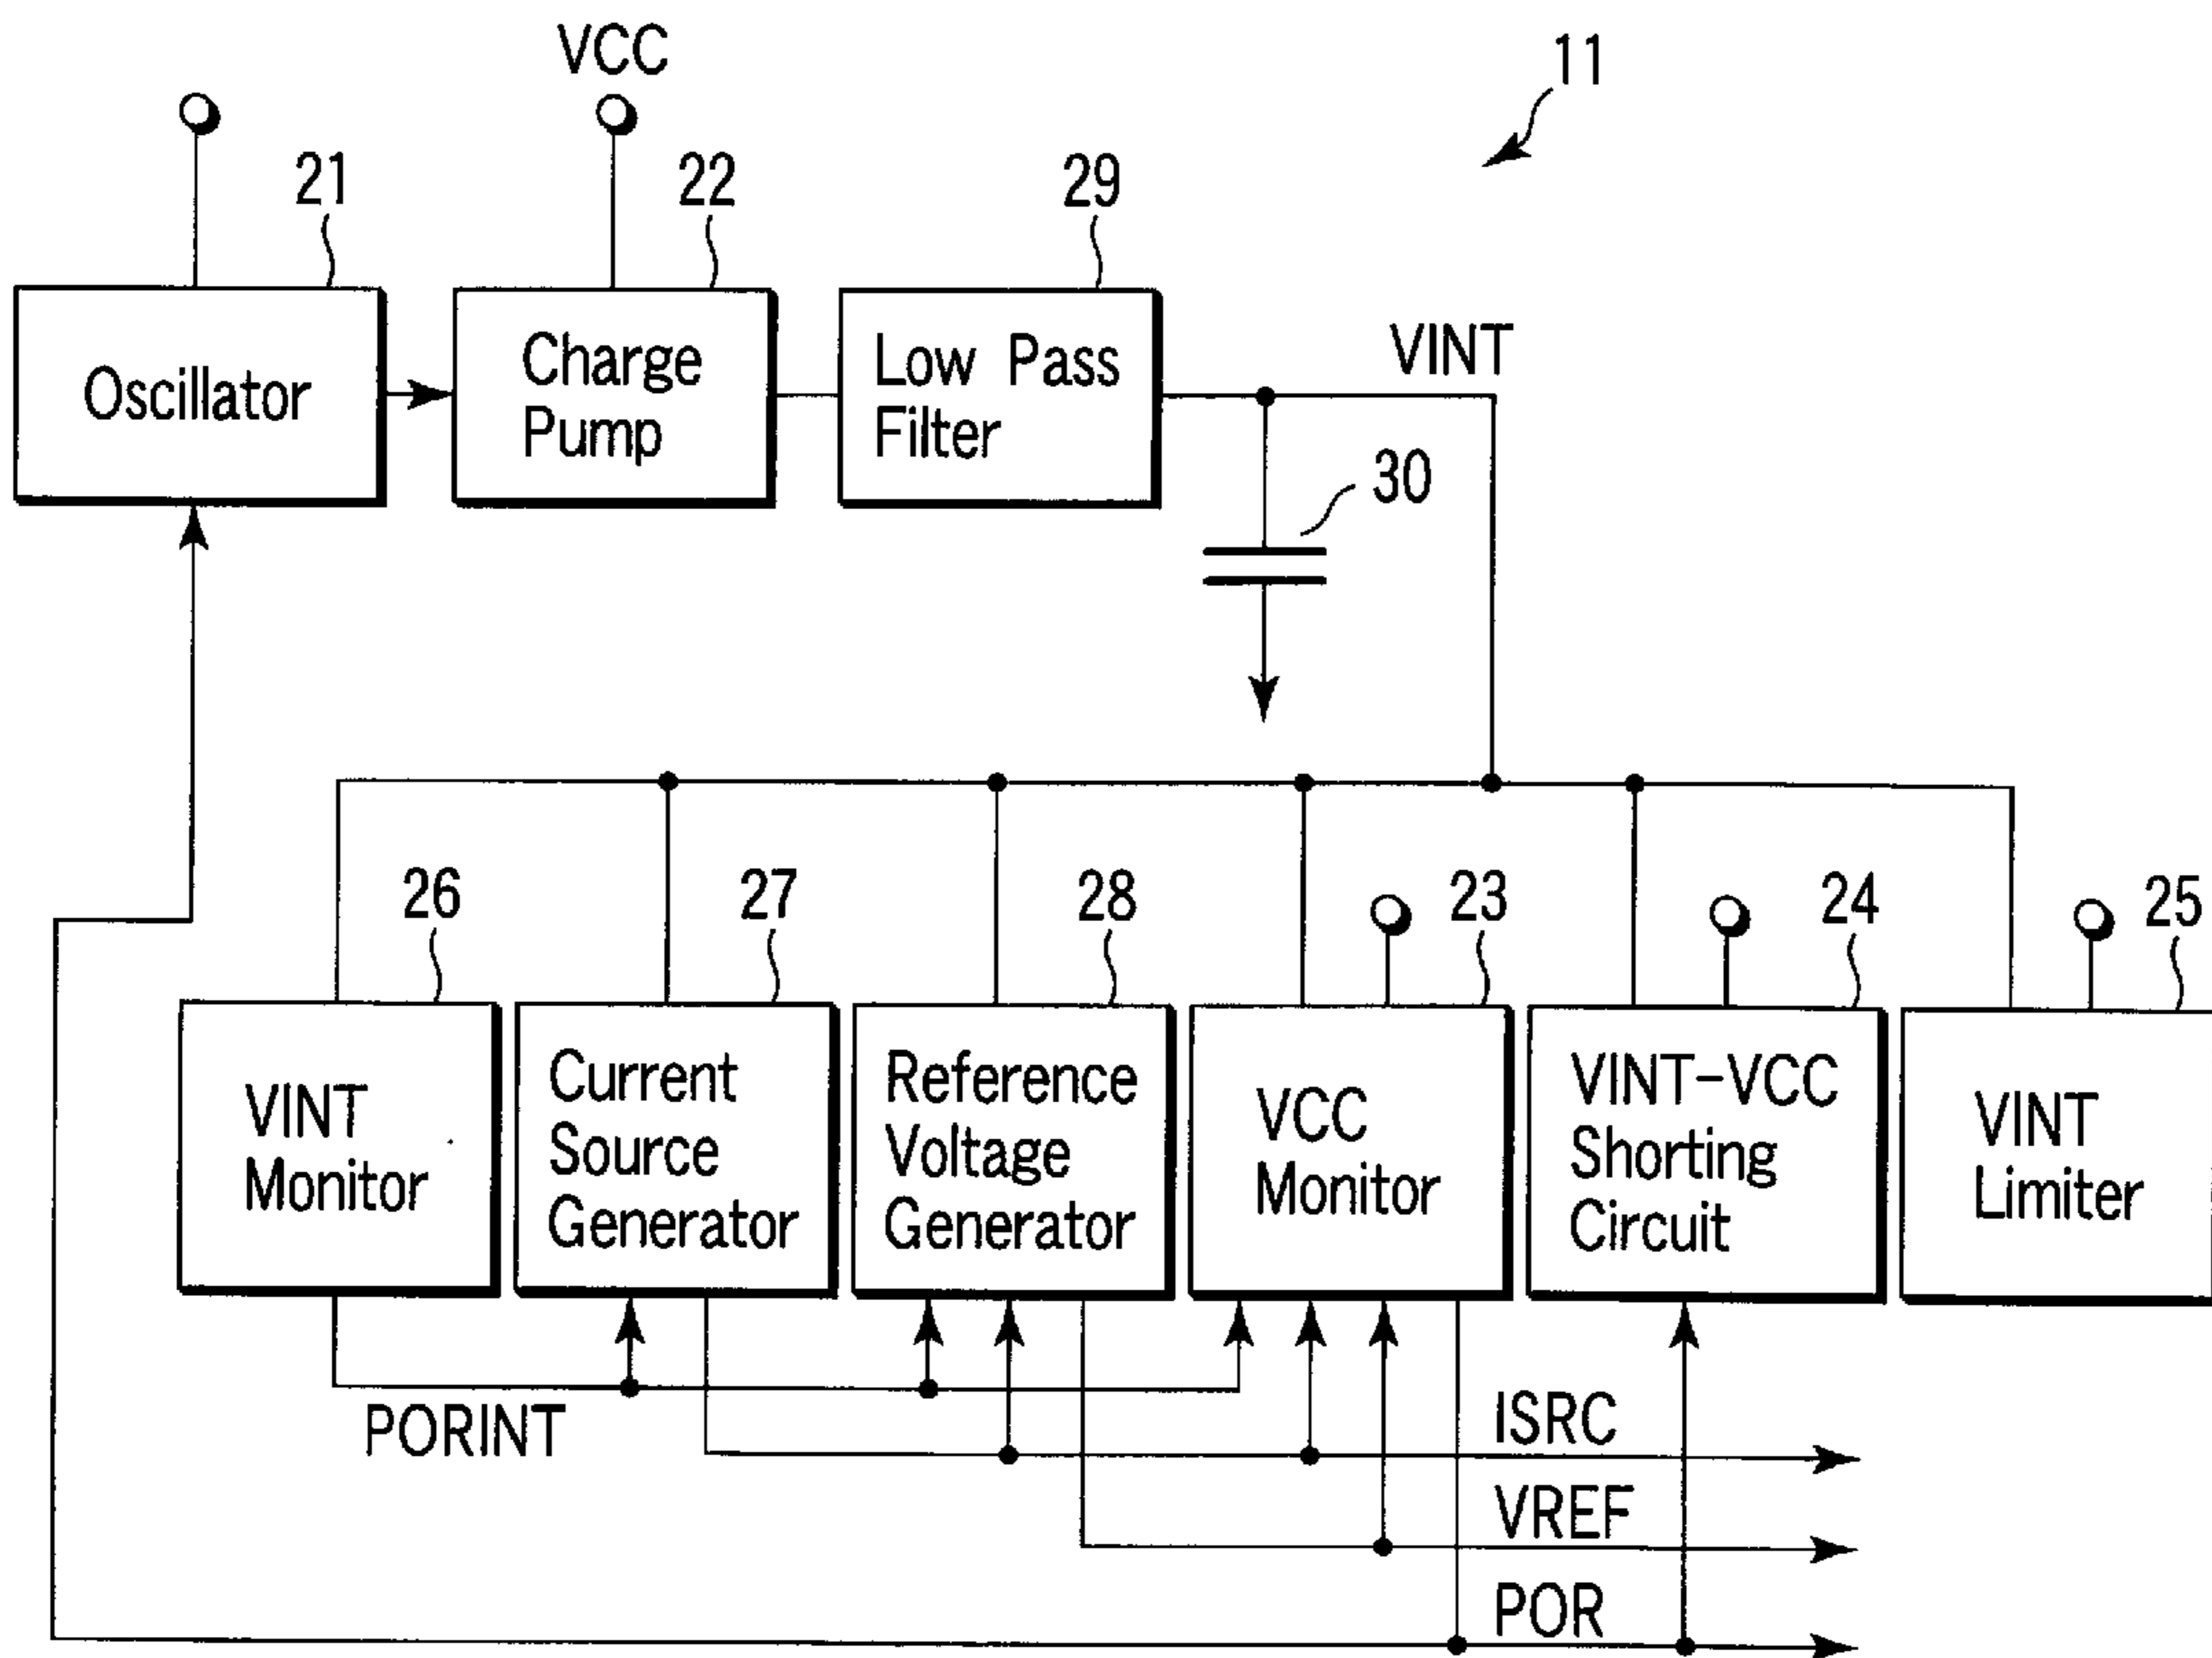 VCC
11
21
22
29
Oscillator
Charge
Pump
Low Pass
Filter
VINT
30
26
27
28
23
24
25
VINT
Monitor
Current
Source
Generator
Reference
Voltage
Generator
VCC
Monitor
VINT-VCC
Shorting
Circuit
VINT
Limiter
PORINT
ISRC
VREF
POR